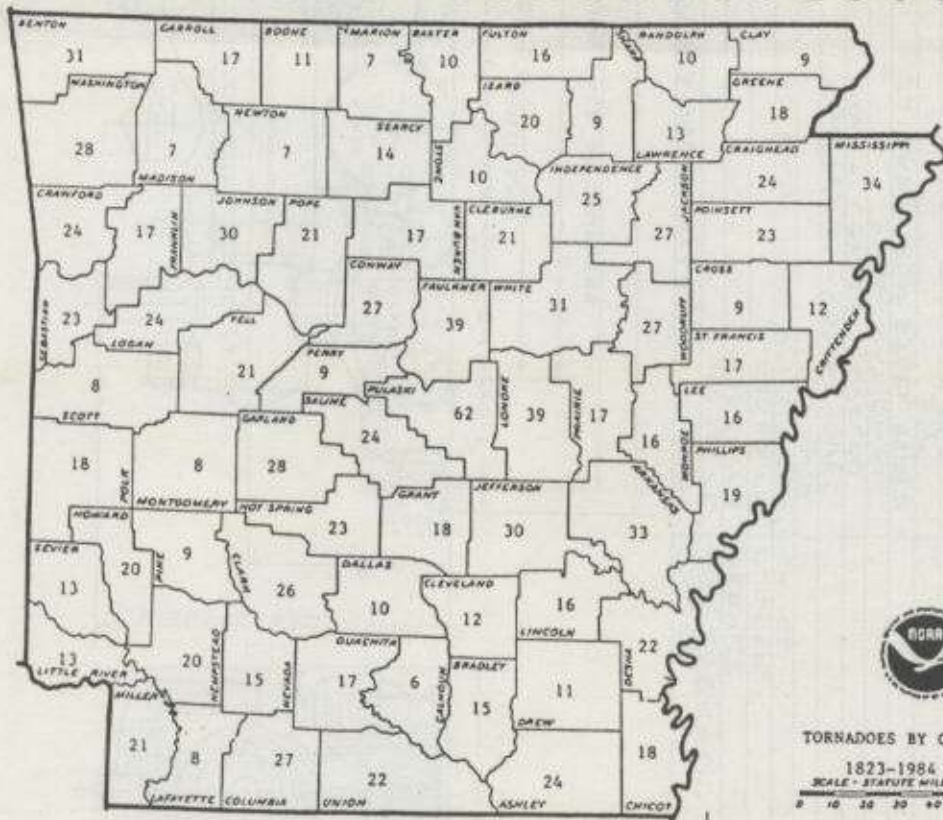 BENTON CARROLL BOONE MARION BAXTER FULTON SHARP RANDOLPH CLAY
31 17 11 7 10 16 10 9
WASHINGTON IZARD GREENE
NEWTON SEARCY 20 9 13 18
28 7 7 14 STONE LAWRENCE CRAIGHEAD MISSISSIPPI
MADISON 10 INDEPENDENCE 24 34
CRAWFORD JOHNSON POPE VAN BUREN CLEBURNE 25 JACKSON POINSETT
24 17 FRANKLIN 30 21 17 21 27 23
CONWAY FAULKNER WHITE CROSS
SEBASTIAN 23 24 YELL 27 39 31 27 WOODRUFF 9 12 CRITTENDEN
LOGAN 21 PERRY ST. FRANCIS
8 9 PULASKI 17
SCOTT GARLAND SALINE 62 LONOKE 39 PRAIRIE 17 LEE
24 16 MONROE 16
18 POLK 8 28 ARKANSAS PHILLIPS
MONTGOMERY HOT SPRING GRANT JEFFERSON 19
HOWARD 23 18 30 33
SEVIER 20 PIKE 9 CLARK 26 DALLAS CLEVELAND
13 10 12 16
13 OUACHITA LINCOLN 22 DESHA
LITTLE RIVER 20 HEMPSTEAD 15 NEVADA 17 6 CALHOUN BRADLEY 11
MILLER 15 DREW
21 8 27 22 24 18
LAFAYETTE COLUMBIA UNION ASHLEY CHICOT
NOAA
TORNADOES BY
1823-1984
SCALE - STATUTE
0 10 20 30 40